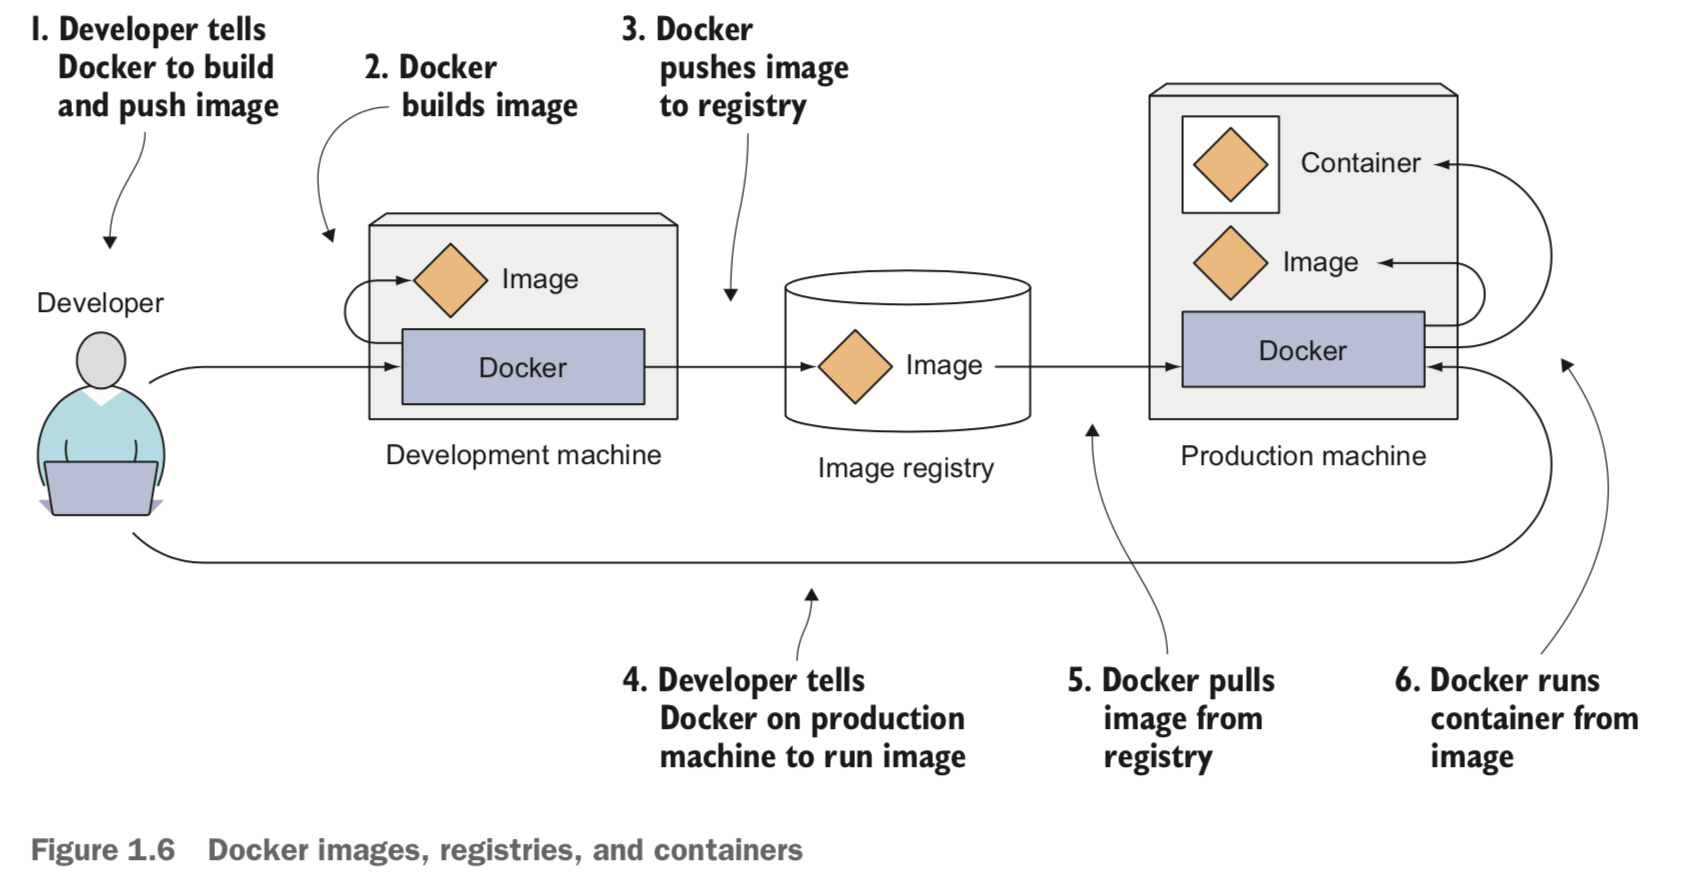 1. Developer tells
Docker to build
and push image
2. Docker
builds image
3. Docker
pushes image
to registry
Developer
Image
Docker
Development machine
Image
Image registry
Container
Image
Docker
Production machine
4. Developer tells
Docker on production
machine to run image
5. Docker pulls
image from
registry
6. Docker runs
container from
image
Figure 1.6 Docker images, registries, and containers